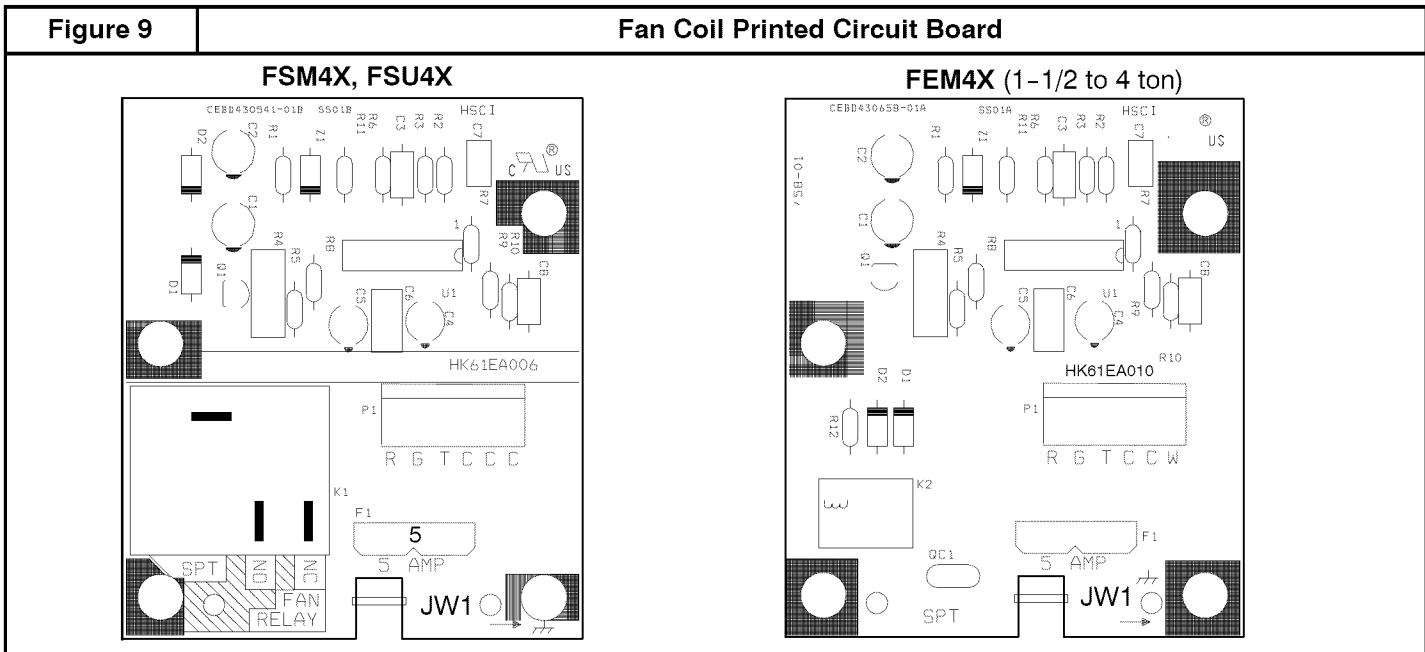 Figure 9
Fan Coil Printed Circuit Board
FSM4X, FSU4X
CEBD430541-01B SS01B
HSCI
D2
C2
R1
Z1
R11
R6
C3
R3
R2
C7
C
®
US
R7
C1
R4
R5
R8
1
R9
R10
C8
D1
Q1
C5
C6
U1
C4
HK61EA006
P1
R G T C C C
K1
F1
5
5 AMP
SPT
NO
NC
FAN
RELAY
JW1
FEM4X (1-1/2 to 4 ton)
CEBD430658-01A SS01A
HSCI
®
US
C2
R1
Z1
R11
R6
C3
R3
R2
C7
R7
C1
R4
R5
R8
1
C8
Q1
C5
C6
U1
C4
R9
R10
HK61EA010
D2
D1
P1
R12
R G T C C W
K2
F1
5 AMP
QC1
SPT
JW1